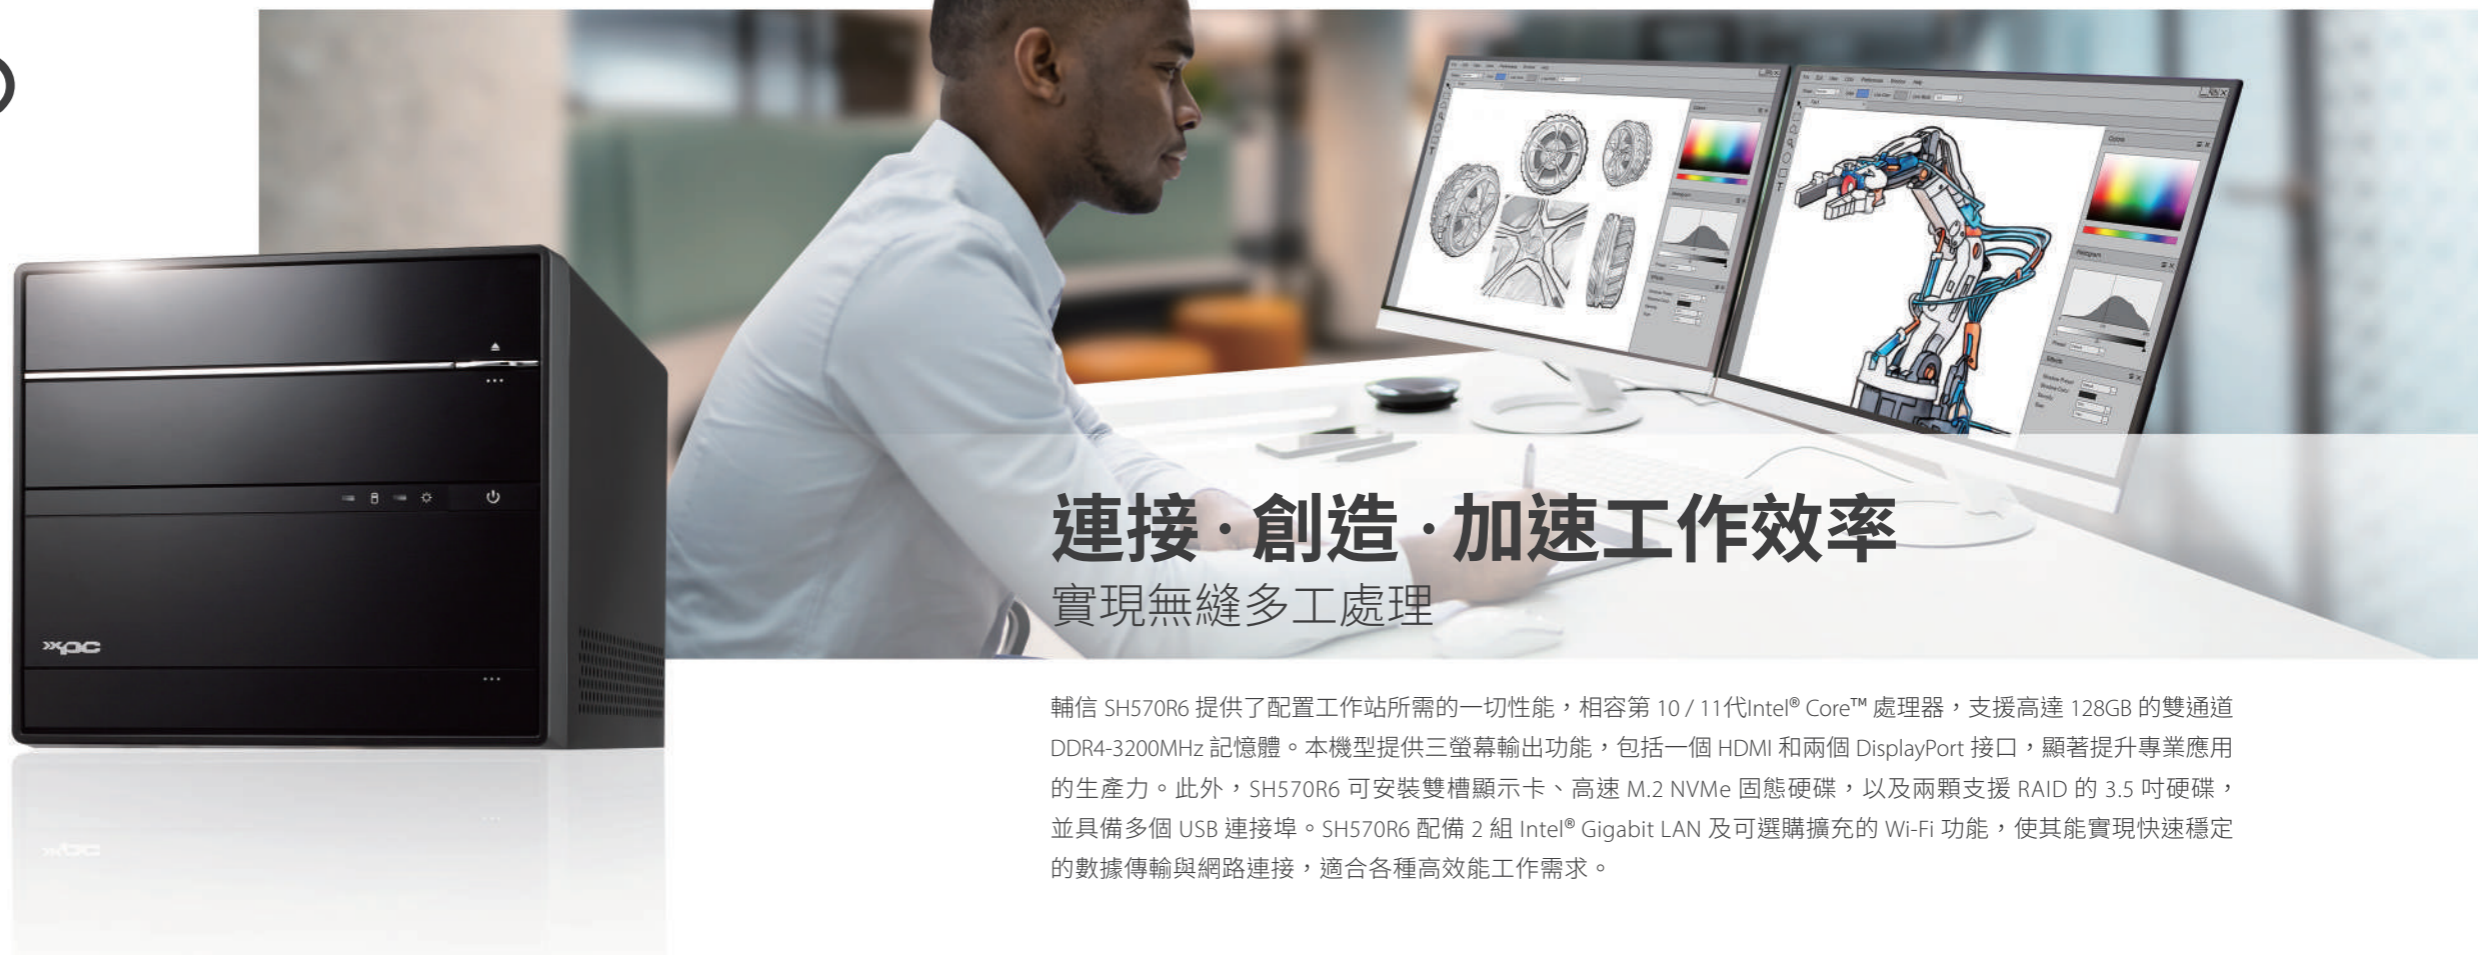 xpc
連接·創造·加速工作效率
實現無縫多工處理
輔信 SH570R6 提供了配置工作站所需的一切性能，相容第 10 / 11代Intel® Core™ 處理器，支援高達 128GB 的雙通道
DDR4-3200MHz 記憶體。本機型提供三螢幕輸出功能，包括一個 HDMI 和兩個 DisplayPort 接口，顯著提升專業應用
的生產力。此外，SH570R6 可安裝雙槽顯示卡、高速 M.2 NVMe 固態硬碟，以及兩顆支援 RAID 的 3.5 吋硬碟，
並具備多個 USB 連接埠。SH570R6 配備 2 組 Intel® Gigabit LAN 及可選購擴充的 Wi-Fi 功能，使其能實現快速穩定
的數據傳輸與網路連接，適合各種高效能工作需求。